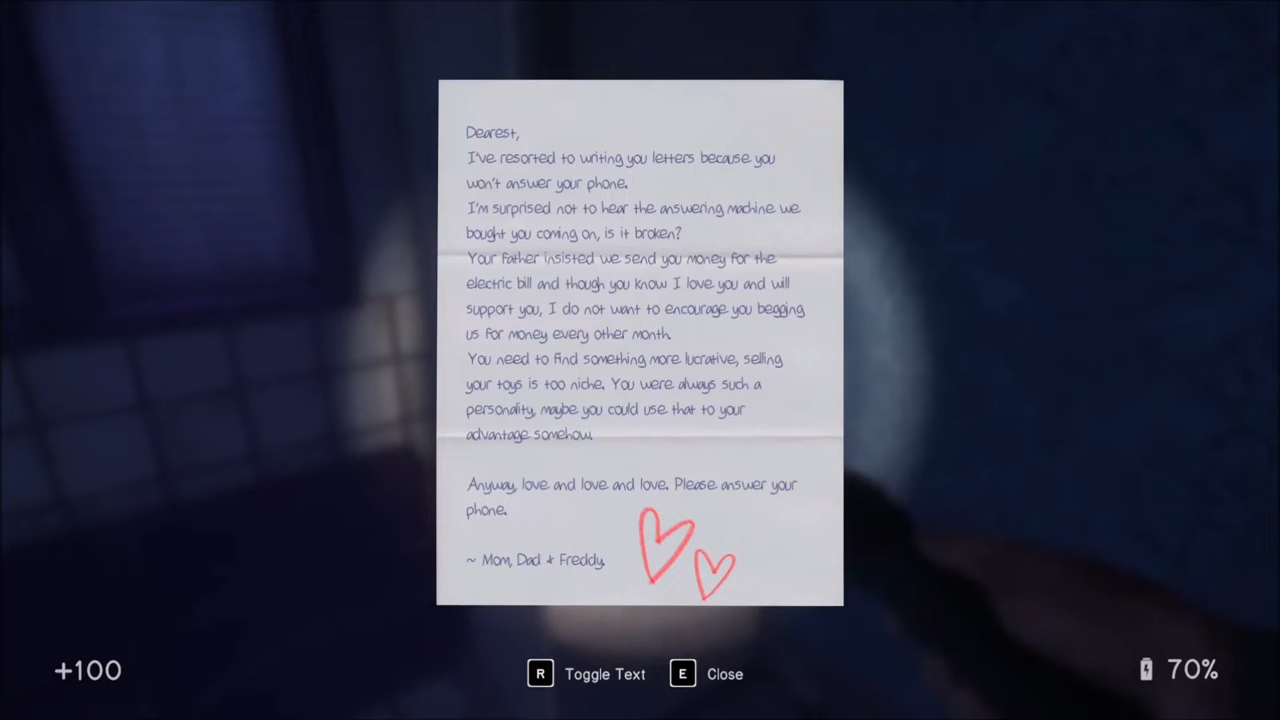 Dearest,
I've resorted to writing you letters because you
won't answer your phone.
I'm surprised not to hear the answering machine we
bought you coming on, is it broken?
Your father insisted we send you money for the
electric bill and though you know I love you and will
support you, I do not want to encourage you begging
us for money every other month.
You need to find something more lucrative, selling
your toys is too niche. You were always such a
personality, maybe you could use that to your
advantage somehow.
Anyway, love and love and love. Please answer your
phone.
~ Mom, Dad + Freddy
+100
R Toggle Text E Close
70%